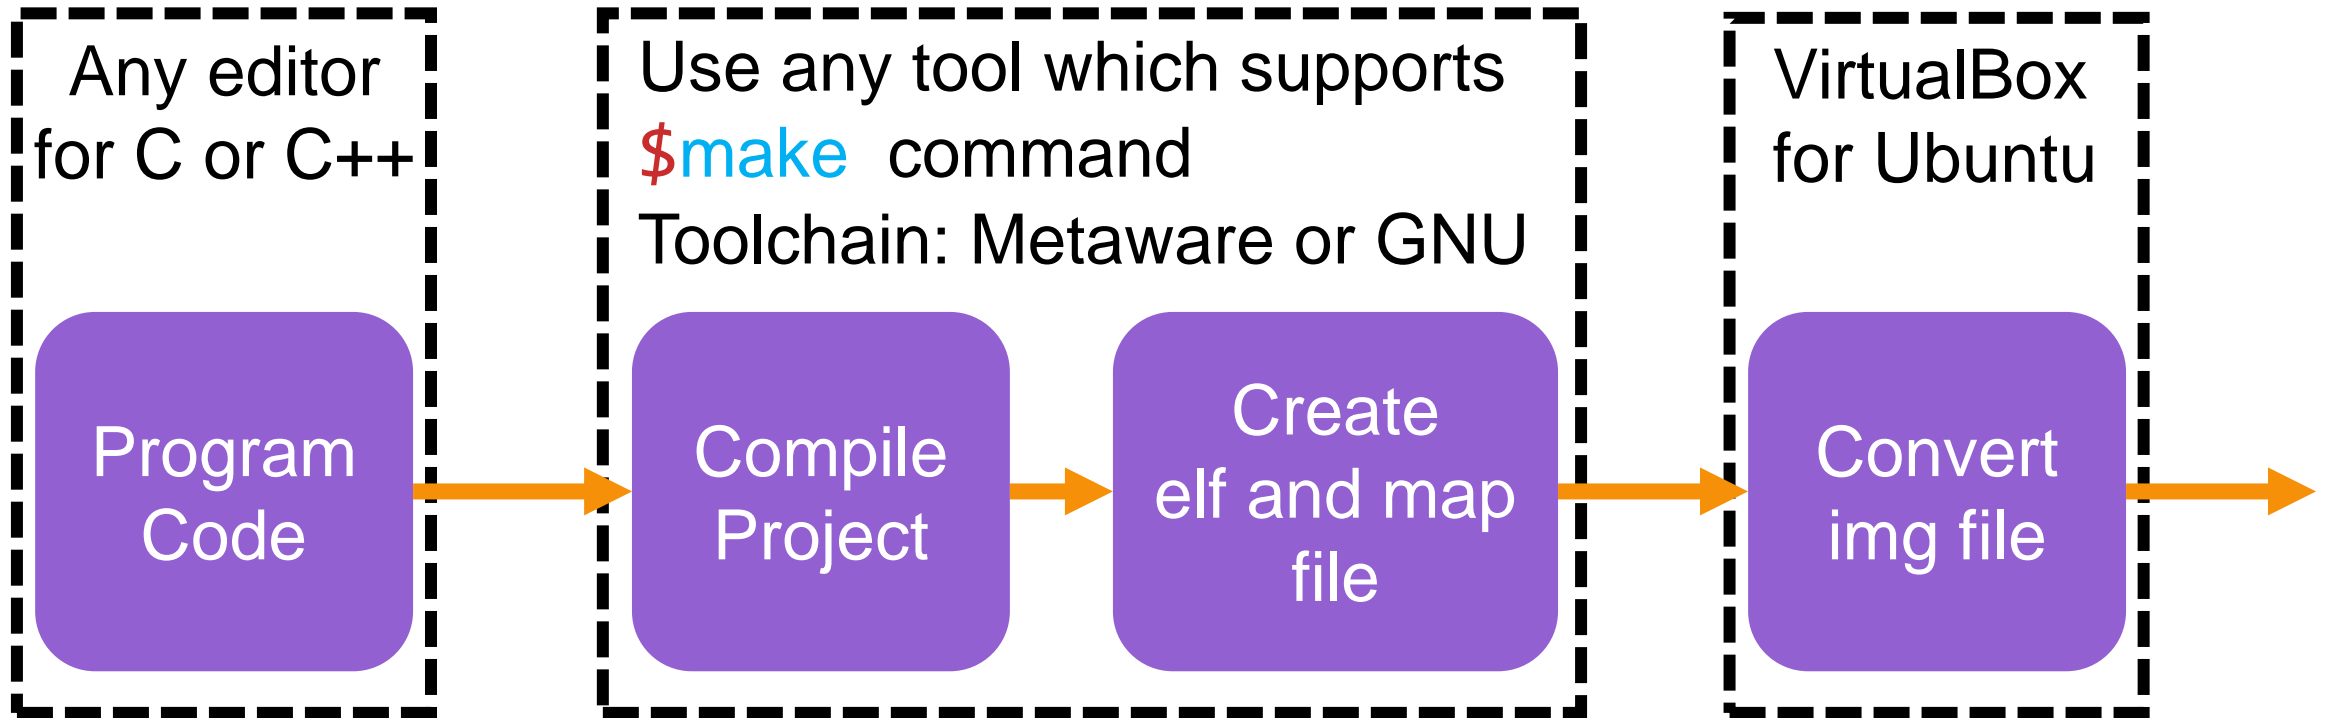 Any editor
for C or C++
Use any tool which supports
$make command
Toolchain: Metaware or GNU
VirtualBox
for Ubuntu
Program
Code
Compile
Project
Create
elf and map
file
Convert
img file